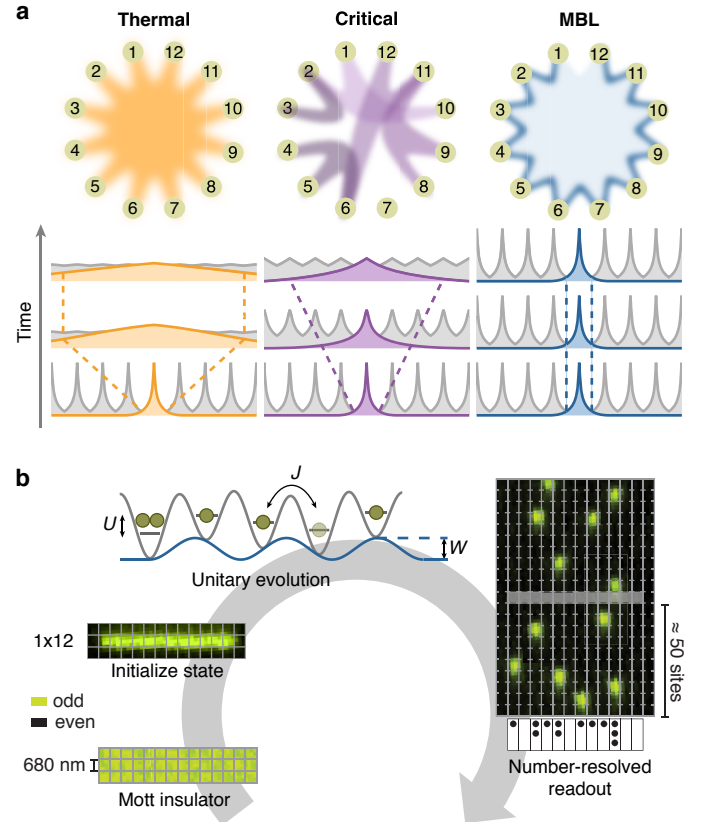 a
Thermal
Critical
MBL
1 12
2 11
3 10
4 9
5 8
6 7
1 12
2 11
3 10
4 9
5 8
6 7
1 12
2 11
3 10
4 9
5 8
6 7
Time
b
J
U
W
Unitary evolution
1x12
Initialize state
odd
even
680 nm
Mott insulator
≈ 50 sites
Number-resolved
readout